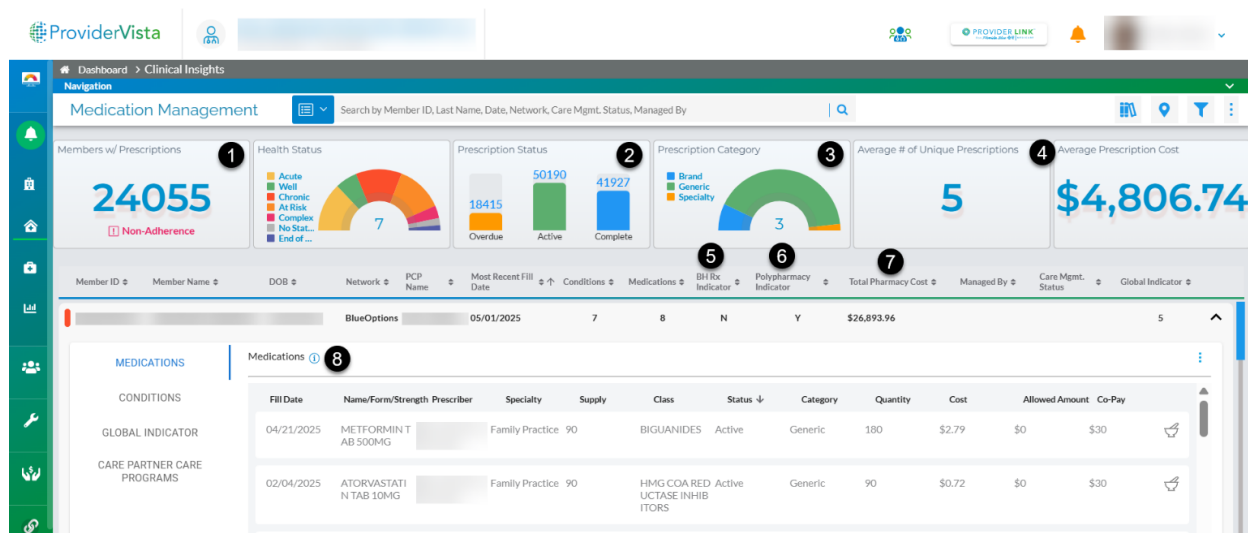 ProviderVista
PROVIDER LINK
Dashboard > Clinical Insights
Navigation
Medication Management
Search by Member ID, Last Name, Date, Network, Care Mgmt. Status, Managed By
Members w/ Prescriptions 1
24055
Non-Adherence
Health Status
Acute
Well
Chronic
At Risk
Complex
No Stat...
End of ...
7
Prescription Status 2
18415
50190
41927
Overdue Active Complete
Prescription Category 3
Brand
Generic
Specialty
3
Average # of Unique Prescriptions 4
5
Average Prescription Cost
$4,806.74
5 6 7
Member ID Member Name DOB Network PCP Name Most Recent Fill Date Conditions Medications BH Rx Indicator Polypharmacy Indicator Total Pharmacy Cost Managed By Care Mgmt. Status Global Indicator
BlueOptions 05/01/2025 7 8 N Y $26,893.96 5
MEDICATIONS
CONDITIONS
GLOBAL INDICATOR
CARE PARTNER CARE
PROGRAMS
Medications 8
Fill Date Name/Form/Strength Prescriber Specialty Supply Class Status Category Quantity Cost Allowed Amount Co-Pay
04/21/2025 METFORMIN T Family Practice 90 BIGUANIDES Active Generic 180 $2.79 $0 $30
AB 500MG
02/04/2025 ATORVASTATI Family Practice 90 HMG COA RED Active Generic 90 $0.72 $0 $30
N TAB 10MG UCTASE INHIB
ITORS